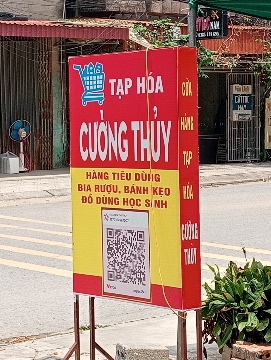 TẠP HÓA
CƯỜNG THỦY
HÀNG TIÊU DÙNG
BIA RƯỢU, BÁNH KẸO
ĐỒ DÙNG HỌC SINH
CỬA
HÀNG
TẠP
HÓA
CƯỜNG
THỦY